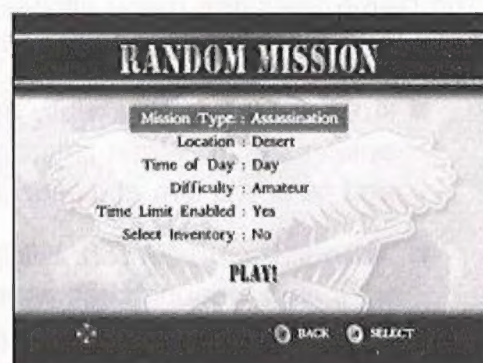 RANDOM MISSION
Mission Type : Assassination
Location : Desert
Time of Day : Day
Difficulty : Amateur
Time Limit Enabled : Yes
Select Inventory : No
PLAY!
BACK SELECT